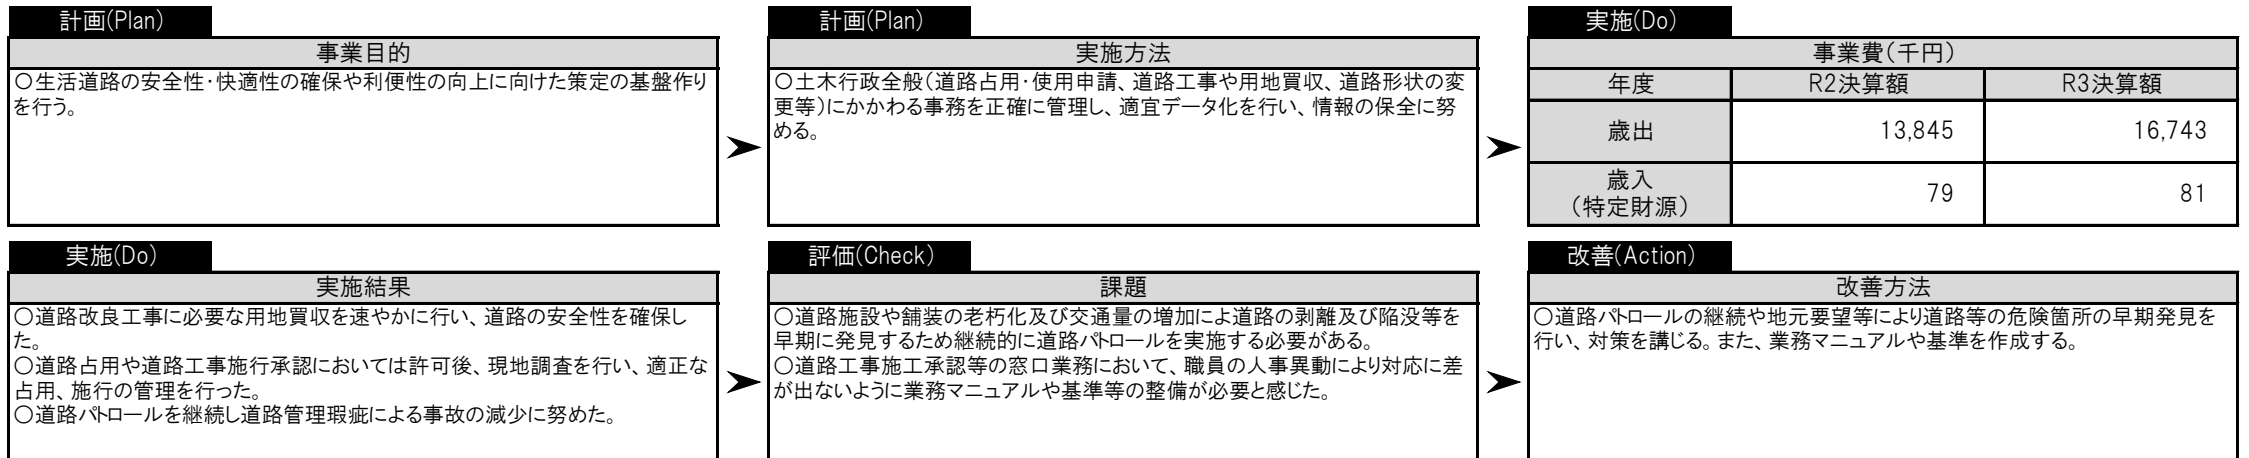 計画(Plan)
事業目的
○生活道路の安全性・快適性の確保や利便性の向上に向けた策定の基盤作り
を行う。
計画(Plan)
実施方法
○土木行政全般（道路占用・使用申請、道路工事や用地買収、道路形状の変
更等）にかかわる事務を正確に管理し、適宜データ化を行い、情報の保全に努
める。
実施(Do)
事業費（千円）
年度 R2決算額 R3決算額
歳出 13,845 16,743
歳入
（特定財源） 79 81
実施(Do)
実施結果
○道路改良工事に必要な用地買収を速やかに行い、道路の安全性を確保し
た。
○道路占用や道路工事施行承認においては許可後、現地調査を行い、適正な
占用、施行の管理を行った。
○道路パトロールを継続し道路管理瑕疵による事故の減少に努めた。
評価(Check)
課題
○道路施設や舗装の老朽化及び交通量の増加によ道路の剥離及び陥没等を
早期に発見するため継続的に道路パトロールを実施する必要がある。
○道路工事施工承認等の窓口業務において、職員の人事異動により対応に差
が出ないように業務マニュアルや基準等の整備が必要と感じた。
改善(Action)
改善方法
○道路パトロールの継続や地元要望等により道路等の危険箇所の早期発見を
行い、対策を講じる。また、業務マニュアルや基準を作成する。